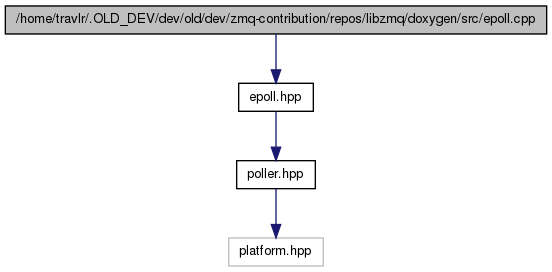 /home/travlr/.OLD_DEV/dev/old/dev/zmq-contribution/repos/libzmq/doxygen/src/epoll.cpp
epoll.hpp
poller.hpp
platform.hpp